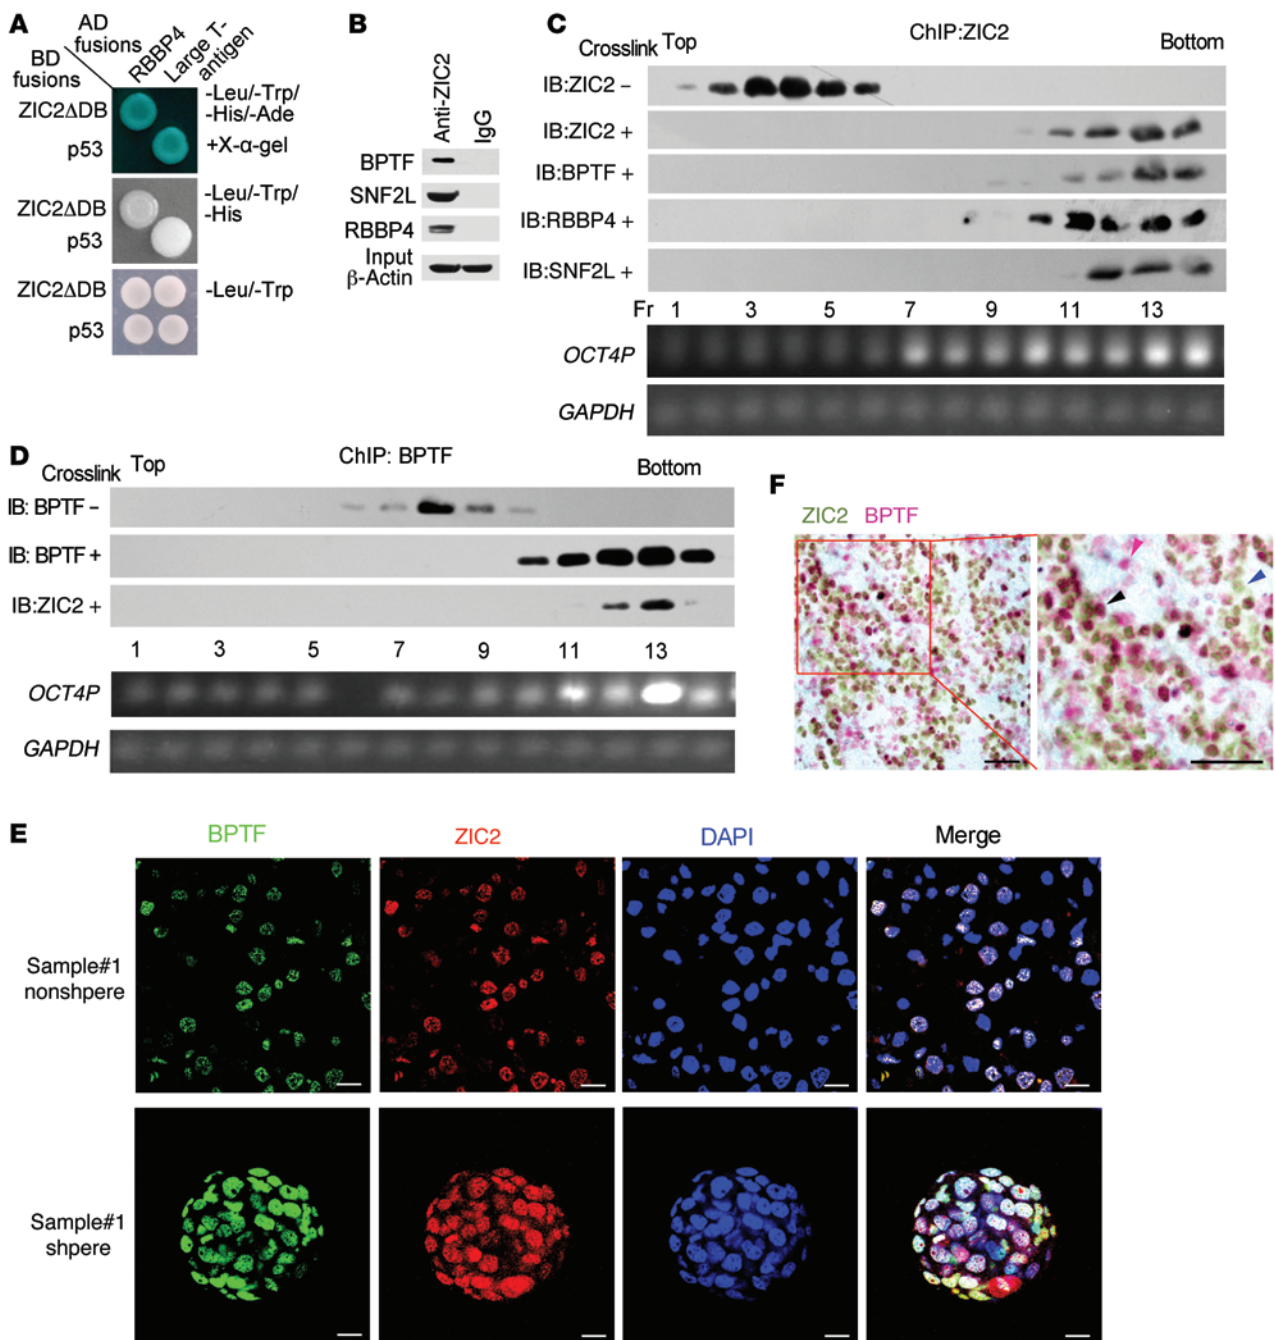 A
AD
fusions
RBBP4
Large T-
antigen
BD
fusions
ZIC2ΔDB
p53
-Leu/-Trp/
-His/-Ade
+X-α-gel
ZIC2ΔDB
p53
-Leu/-Trp/
-His
ZIC2ΔDB
p53
-Leu/-Trp
B
Anti-ZIC2
IgG
BPTF
SNF2L
RBBP4
Input
β-Actin
C
Crosslink
Top
ChIP:ZIC2
Bottom
IB:ZIC2 –
IB:ZIC2 +
IB:BPTF +
IB:RBBP4 +
IB:SNF2L +
Fr 1 3 5 7 9 11 13
OCT4P
GAPDH
D
Crosslink
Top
ChIP: BPTF
Bottom
IB: BPTF –
IB: BPTF +
IB:ZIC2 +
1 3 5 7 9 11 13
OCT4P
GAPDH
F
ZIC2 BPTF
E
BPTF ZIC2 DAPI Merge
Sample#1
nonshpere
Sample#1
shpere